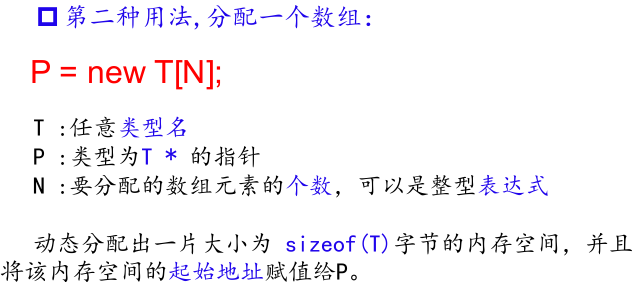 第二种用法,分配一个数组:
P = new T[N];
T :任意类型名
P :类型为T * 的指针
N :要分配的数组元素的个数，可以是整型表达式
动态分配出一片大小为 sizeof(T)字节的内存空间，并且
将该内存空间的起始地址赋值给P。